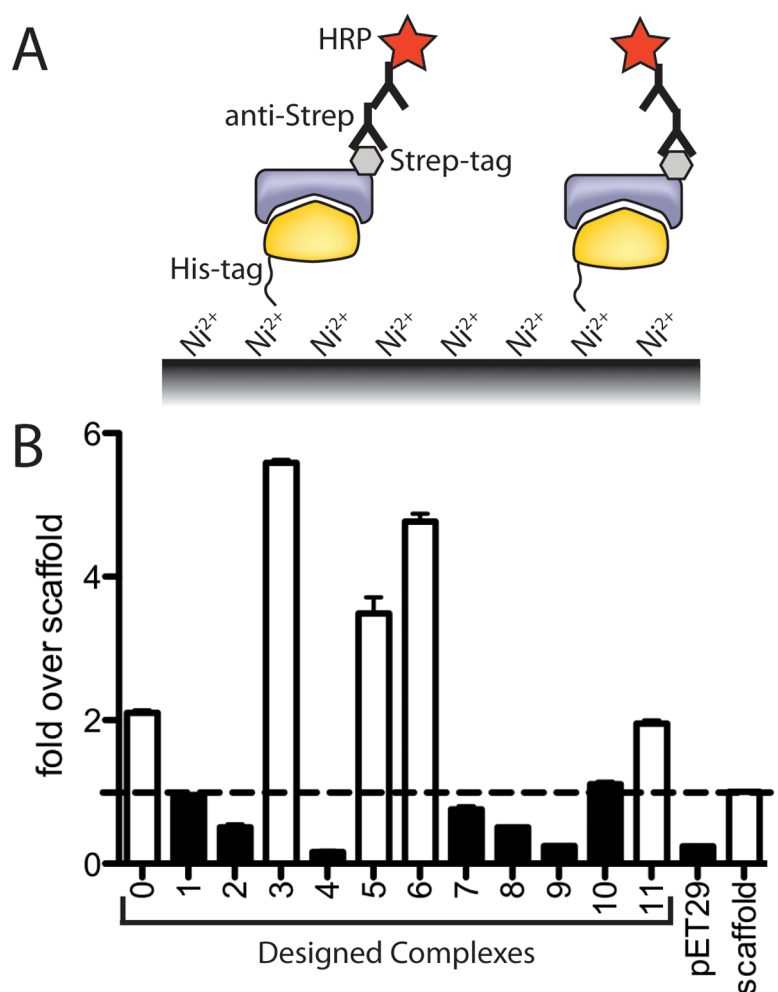 A
HRP
anti-Strep
Strep-tag
His-tag
Ni²⁺ Ni²⁺ Ni²⁺ Ni²⁺ Ni²⁺ Ni²⁺ Ni²⁺ Ni²⁺
B
fold over scaffold
6
4
2
0
0 1 2 3 4 5 6 7 8 9 10 11 pET29 scaffold
Designed Complexes